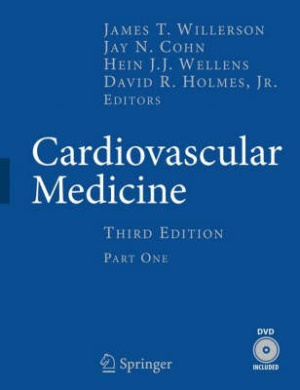 JAMES T. WILLERSON
JAY N. COHN
HEIN J.J. WELLENS
DAVID R. HOLMES, JR.
EDITORS
Cardiovascular
Medicine
THIRD EDITION
PART ONE
DVD
INCLUDED
Springer